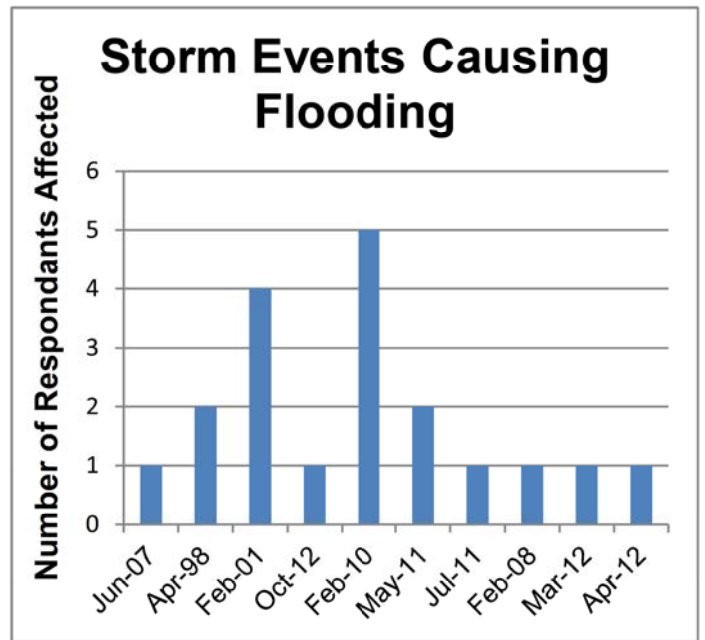 Storm Events Causing
Flooding
Number of Respondants Affected
6
5
4
3
2
1
0
Jun-07
Apr-98
Feb-01
Oct-12
Feb-10
May-11
Jul-11
Feb-08
Mar-12
Apr-12